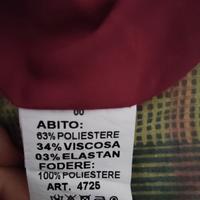 00
ABITO:
63% POLIESTERE
34% VISCOSA
03% ELASTAN
FODERE:
100% POLIESTERE
ART. 4725